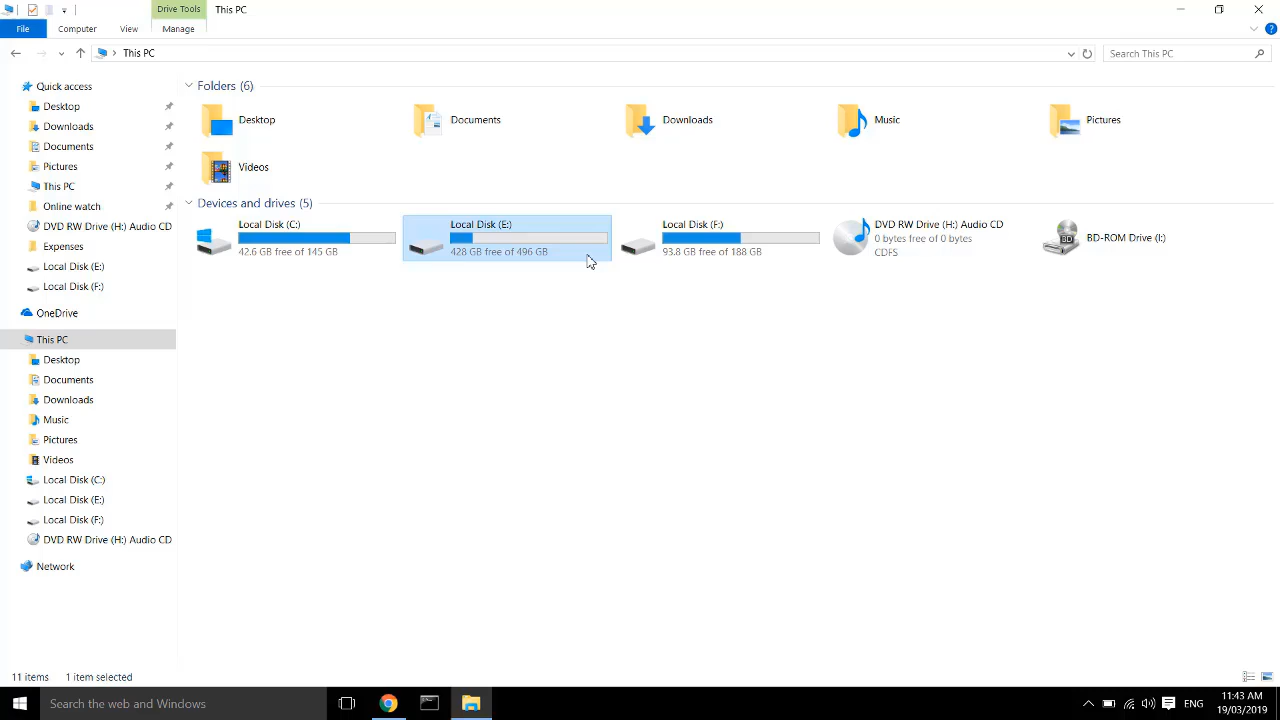 Drive Tools
This PC
File
Computer
View
Manage
This PC
Search This PC
Quick access
Desktop
Downloads
Documents
Pictures
This PC
Online watch
DVD RW Drive (H:) Audio CD
Expenses
Local Disk (E:)
Local Disk (F:)
OneDrive
This PC
Desktop
Documents
Downloads
Music
Pictures
Videos
Local Disk (C:)
Local Disk (E:)
Local Disk (F:)
DVD RW Drive (H:) Audio CD
Network
Folders (6)
Desktop
Documents
Downloads
Music
Pictures
Videos
Devices and drives (5)
Local Disk (C:)
42.6 GB free of 145 GB
Local Disk (E:)
428 GB free of 496 GB
Local Disk (F:)
93.8 GB free of 188 GB
DVD RW Drive (H:) Audio CD
0 bytes free of 0 bytes
CDFS
BD-ROM Drive (I:)
BD
11 items
1 item selected
Search the web and Windows
ENG
11:43 AM
19/03/2019